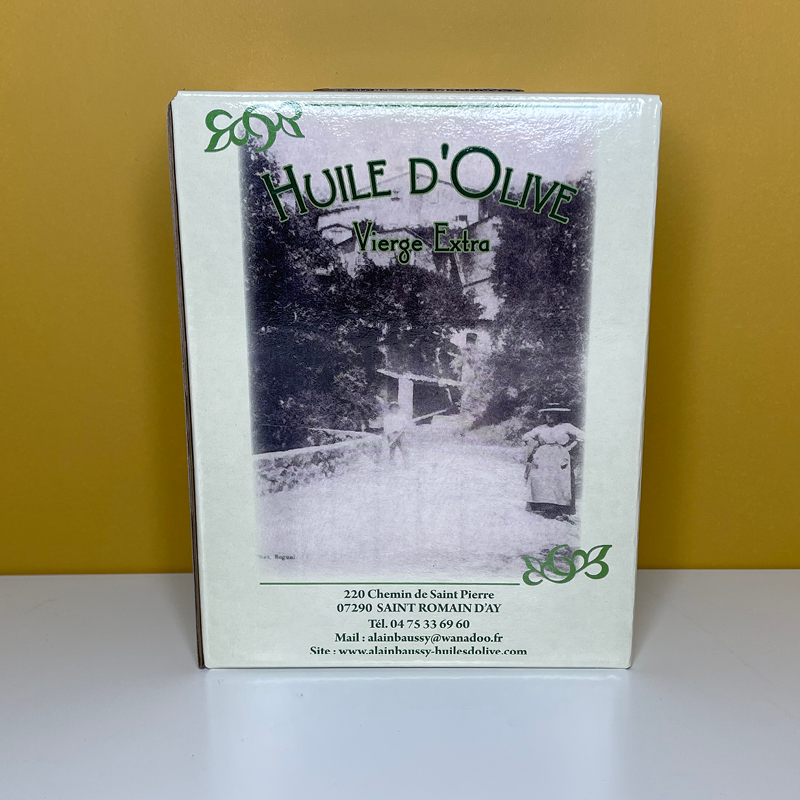 HUILE D'OLIVE
Vierge Extra
220 Chemin de Saint Pierre
07290 SAINT ROMAIN D'AY
Tél. 04 75 33 69 60
Mail : alainbaussy@wanadoo.fr
Site : www.alainbaussy-huilesdolive.com